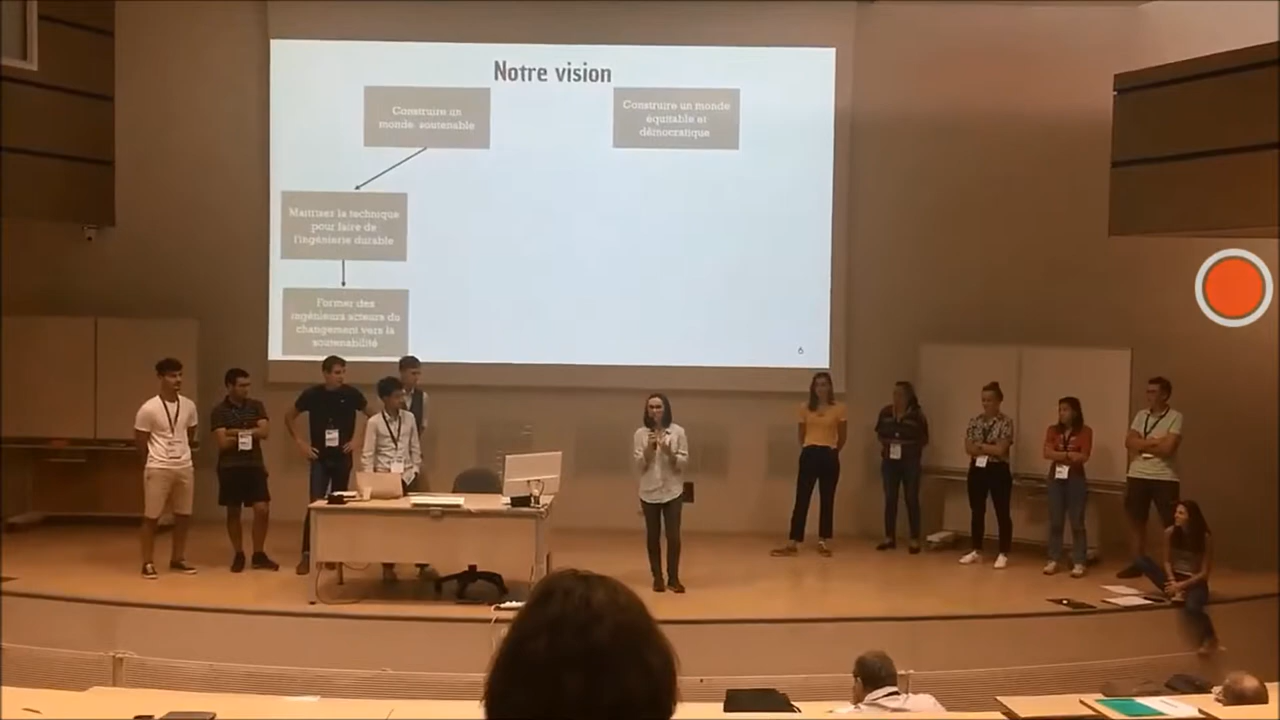 Notre vision
Construire un
monde soutenable
Construire un monde
équitable et
démocratique
Maîtriser la technique
pour faire de
l'ingénierie durable
Former des
ingénieurs acteurs du
changement vers la
soutenabilité
6